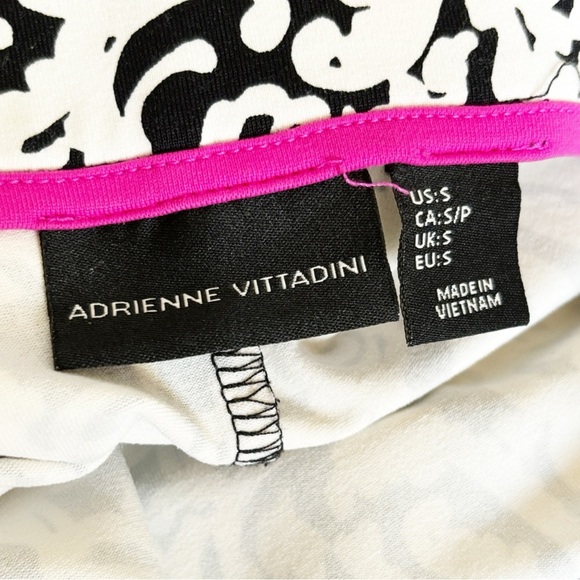 ADRIENNE VITTADINI
US:S
CA:S/P
UK:S
EU:S
MADE IN
VIETNAM